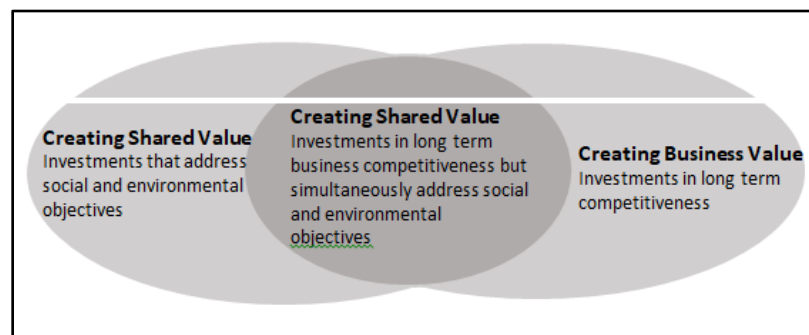 Creating Shared Value
Investments that address
social and environmental
objectives
Creating Shared Value
Investments in long term
business competitiveness but
simultaneously address social
and environmental
objectives
Creating Business Value
Investments in long term
competitiveness